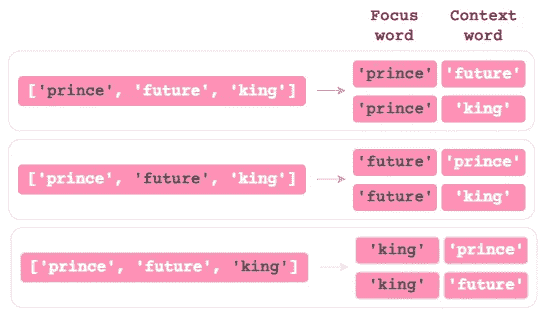 Focus word Context word
['prince', 'future', 'king'] 'prince' 'future'
'prince' 'king'
['prince', 'future', 'king'] 'future' 'prince'
'future' 'king'
['prince', 'future', 'king'] 'king' 'prince'
'king' 'future'